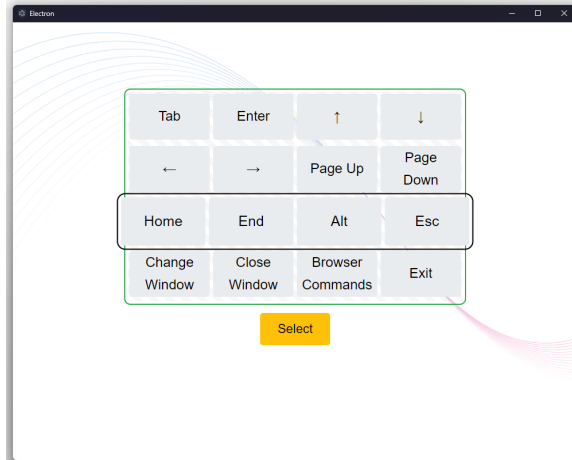 Electron
Tab Enter ↑ ↓
← → Page Up Page Down
Home End Alt Esc
Change Window Close Window Browser Commands Exit
Select